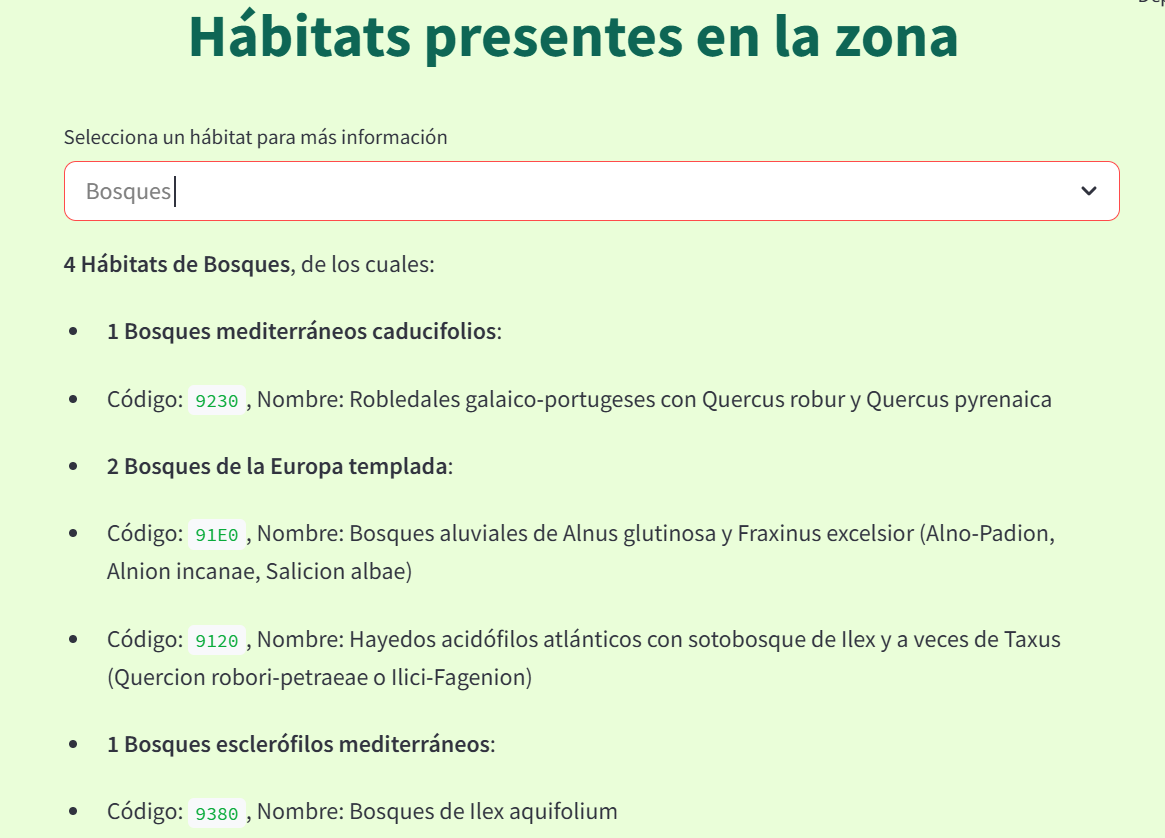 Hábitats presentes en la zona
Selecciona un hábitat para más información
Bosques
4 Hábitats de Bosques, de los cuales:
1 Bosques mediterráneos caducifolios:
Código: 9230, Nombre: Robledales galaico-portugeses con Quercus robur y Quercus pyrenaica
2 Bosques de la Europa templada:
Código: 91E0, Nombre: Bosques aluviales de Alnus glutinosa y Fraxinus excelsior (Alno-Padion,
Alnion incanae, Salicion albae)
Código: 9120, Nombre: Hayedos acidófilos atlánticos con sotobosque de Ilex y a veces de Taxus
(Quercion robori-petraeae o Ilici-Fagenion)
1 Bosques esclerófilos mediterráneos:
Código: 9380, Nombre: Bosques de Ilex aquifolium